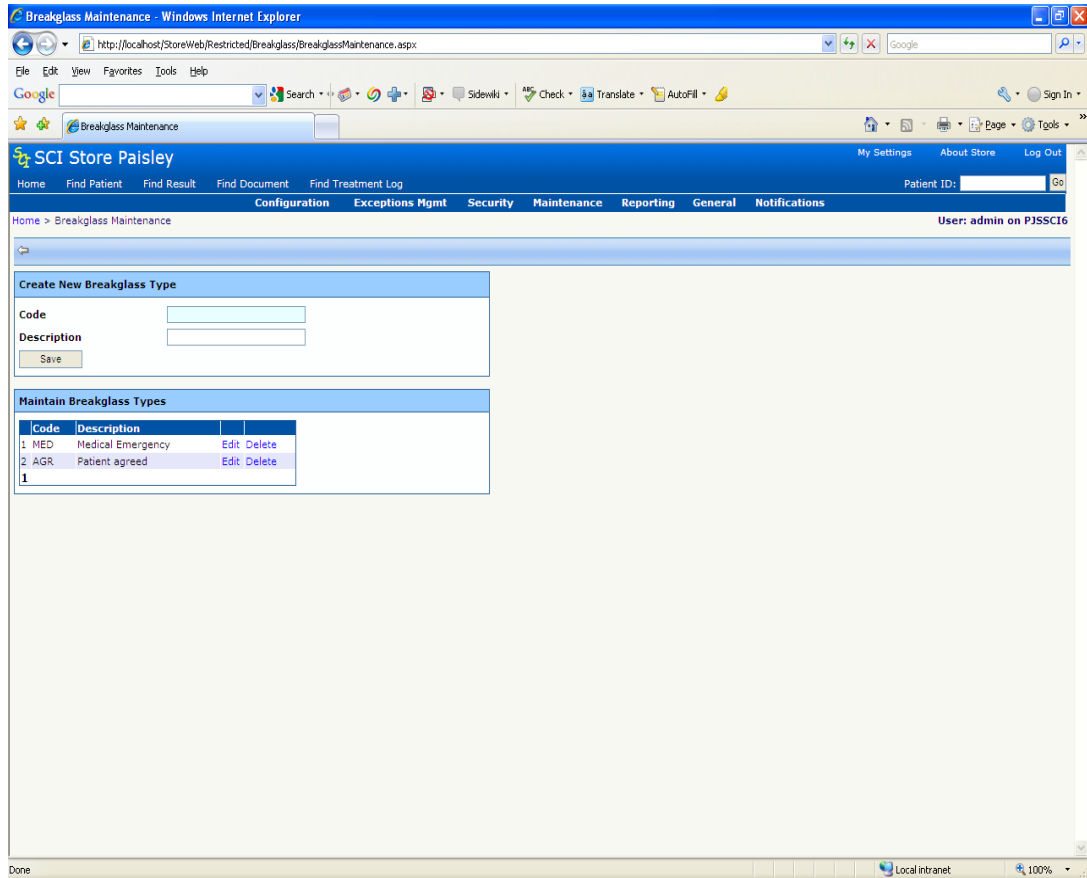 Breakglass Maintenance - Windows Internet Explorer
http://localhost/StoreWeb/Restricted/Breakglass/BreakglassMaintenance.aspx
Google
File Edit View Favorites Tools Help
Google Search Sidewiki ABC Check āa Translate AutoFill Sign In
Breakglass Maintenance Page Tools »
SCI Store Paisley My Settings About Store Log Out
Home Find Patient Find Result Find Document Find Treatment Log Patient ID: Go
Configuration Exceptions Mgmt Security Maintenance Reporting General Notifications
Home > Breakglass Maintenance User: admin on PJSSCI6
Create New Breakglass Type
Code
Description
Save
Maintain Breakglass Types
Code Description
1 MED Medical Emergency Edit Delete
2 AGR Patient agreed Edit Delete
1
Done Local intranet 100%